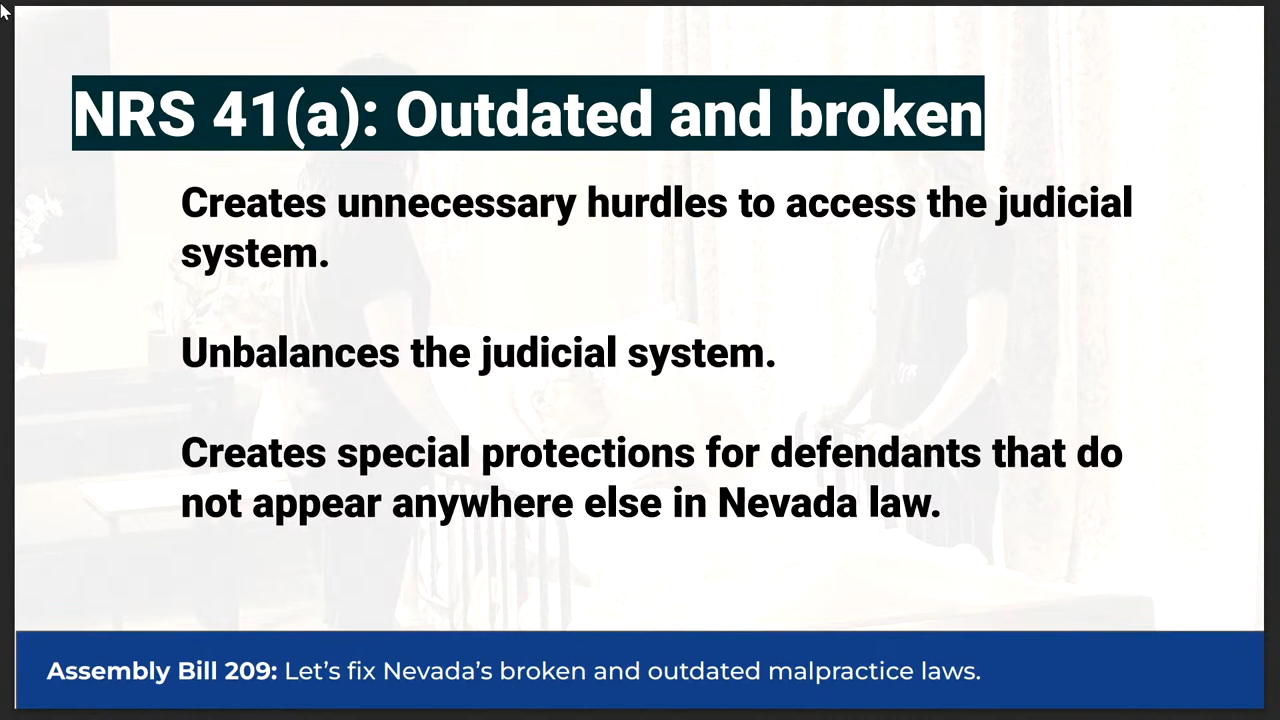 NRS 41(a): Outdated and broken
Creates unnecessary hurdles to access the judicial
system.
Unbalances the judicial system.
Creates special protections for defendants that do
not appear anywhere else in Nevada law.
Assembly Bill 209: Let’s fix Nevada’s broken and outdated malpractice laws.